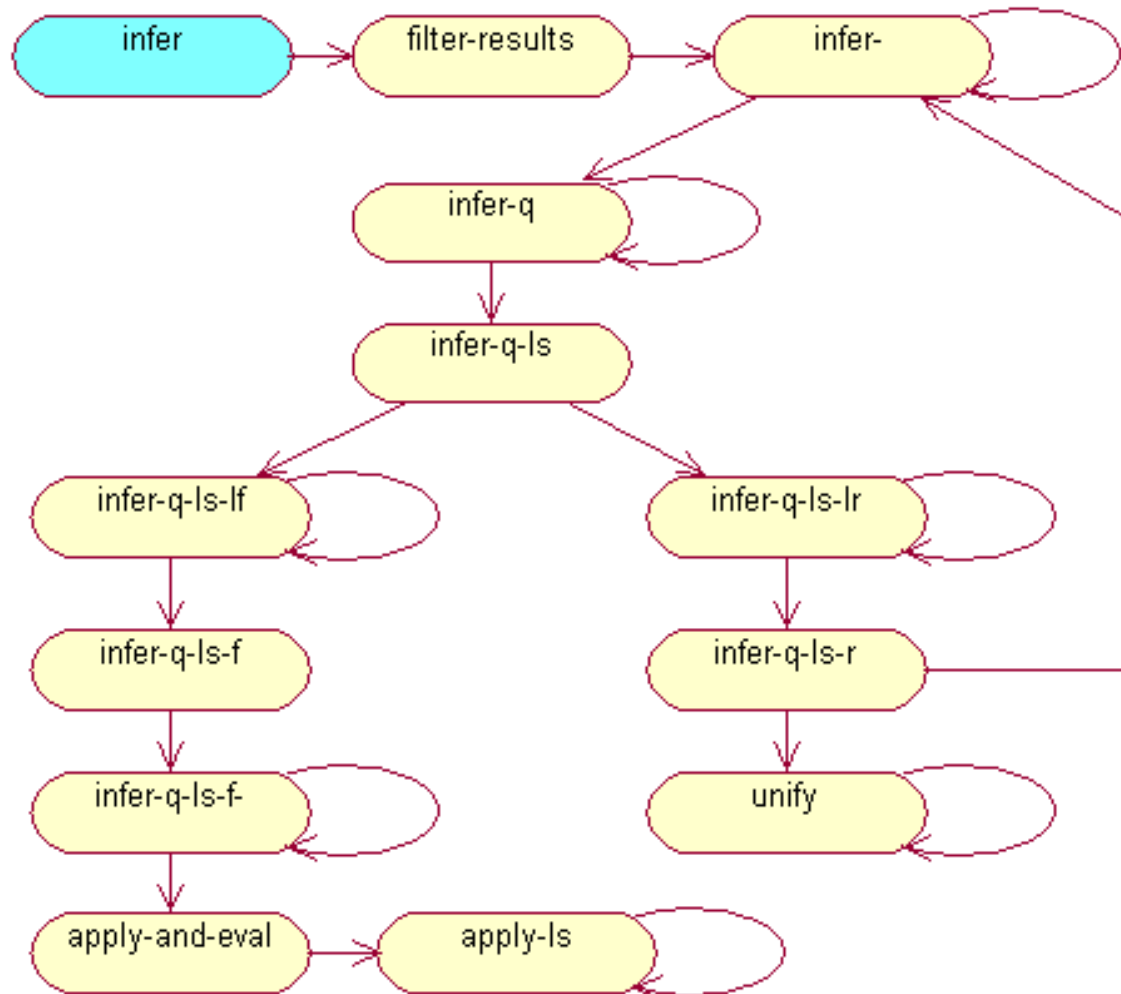 infer
filter-results
infer-
infer-q
infer-q-ls
infer-q-ls-lf
infer-q-ls-lr
infer-q-ls-f
infer-q-ls-r
infer-q-ls-f-
unify
apply-and-eval
apply-ls